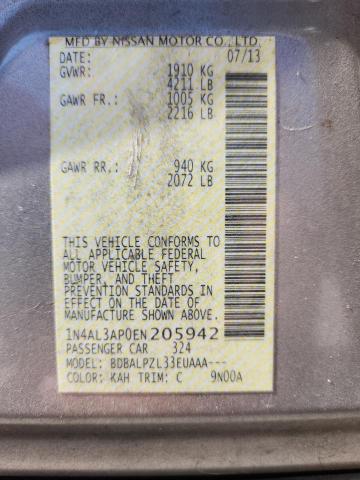 MFD BY NISSAN MOTOR CO., LTD.
DATE: 07/13
GVWR: 1910 KG
4211 LB
GAWR FR.: 1005 KG
2216 LB
GAWR RR.: 940 KG
2072 LB
THIS VEHICLE CONFORMS TO
ALL APPLICABLE FEDERAL
MOTOR VEHICLE SAFETY,
BUMPER, AND THEFT
PREVENTION STANDARDS IN
EFFECT ON THE DATE OF
MANUFACTURE SHOWN ABOVE.
1N4AL3AP0EN205942
PASSENGER CAR 324
MODEL: BDBALPZL33EUAAA---
COLOR: KAH TRIM: C 9N00A